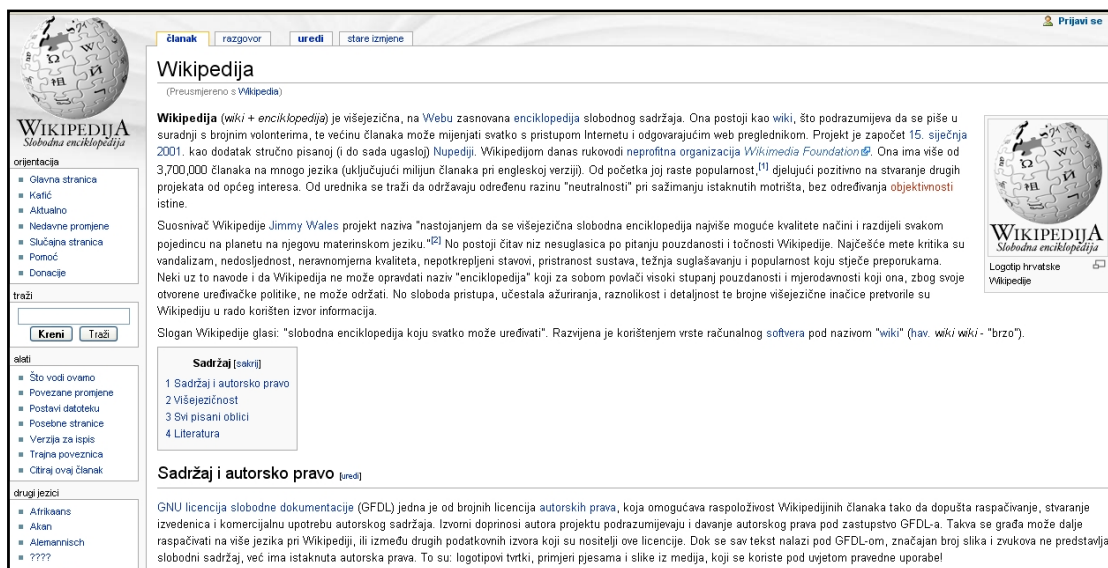 Prijavi se
članak
razgovor
uredi
stare izmjene
WIKIPEDIJA
Slobodna enciklopedija
orijentacija
Glavna stranica
Kafić
Aktualno
Nedavne promjene
Slučajna stranica
Pomoć
Donacije
traži
Kreni
Traži
alati
Što vodi ovamo
Povezane promjene
Postavi datoteku
Posebne stranice
Verzija za ispis
Trajna poveznica
Citiraj ovaj članak
drugi jezici
Afrikaans
Akan
Alemannisch
????
Wikipedija
(Preusmjereno s Wikipedia)
Wikipedija (wiki + enciklopedija) je višejezična, na Webu zasnovana enciklopedija slobodnog sadržaja. Ona postoji kao wiki, što podrazumijeva da se piše u
suradnji s brojnim volonterima, te većinu članaka može mijenjati svatko s pristupom Internetu i odgovarajućim web preglednikom. Projekt je započet 15. siječnja
2001. kao dodatak stručno pisanoj (i do sada ugasloj) Nupediji. Wikipedijom danas rukovodi neprofitna organizacija Wikimedia Foundation. Ona ima više od
3,700,000 članaka na mnogo jezika (uključujući milijun članaka pri engleskoj verziji). Od početka joj raste popularnost,[1] djelujući pozitivno na stvaranje drugih
projekata od općeg interesa. Od urednika se traži da održavaju određenu razinu "neutralnosti" pri sažimanju istaknutih motrišta, bez određivanja objektivnosti
istine.
Suosnivač Wikipedije Jimmy Wales projekt naziva "nastojanjem da se višejezična slobodna enciklopedija najviše moguće kvalitete načini i razdijeli svakom
pojedincu na planetu na njegovu materinskom jeziku."[2] No postoji čitav niz nesuglasica po pitanju pouzdanosti i točnosti Wikipedije. Najčešće mete kritika su
vandalizam, nedosljednost, neravnomjerna kvaliteta, nepotkrepljeni stavovi, pristranost sustava, težnja suglašavanju i popularnost koju stječe preporukama.
Neki uz to navode i da Wikipedija ne može opravdati naziv "enciklopedija" koji za sobom povlači visoki stupanj pouzdanosti i mjerodavnosti koji ona, zbog svoje
otvorene uređivačke politike, ne može održati. No sloboda pristupa, učestala ažuriranja, raznolikost i detaljnost te brojne višejezične inačice pretvorile su
Wikipediju u rado korišten izvor informacija.
Slogan Wikipedije glasi: "slobodna enciklopedija koju svatko može uređivati". Razvijena je korištenjem vrste računalnog softvera pod nazivom "wiki" (hav. wiki wiki - "brzo").
WIKIPEDIJA
Slobodna enciklopedija
Logotip hrvatske
Wikipedije
Sadržaj [sakrij]
1 Sadržaj i autorsko pravo
2 Višejezičnost
3 Svi pisani oblici
4 Literatura
Sadržaj i autorsko pravo [uredi]
GNU licencija slobodne dokumentacije (GFDL) jedna je od brojnih licencija autorskih prava, koja omogućava raspoloživost Wikipedijinih članaka tako da dopušta raspačivanje, stvaranje
izvedenica i komercijalnu upotrebu autorskog sadržaja. Izvorni doprinosi autora projektu podrazumijevaju i davanje autorskog prava pod zastupstvo GFDL-a. Takva se građa može dalje
raspačivati na više jezika pri Wikipediji, ili između drugih podatkovnih izvora koji su nositelji ove licencije. Dok se sav tekst nalazi pod GFDL-om, značajan broj slika i zvukova ne predstavlja
slobodni sadržaj, već ima istaknuta autorska prava. To su: logotipovi tvrtki, primjeri pjesama i slike iz medija, koji se koriste pod uvjetom pravedne uporabe!